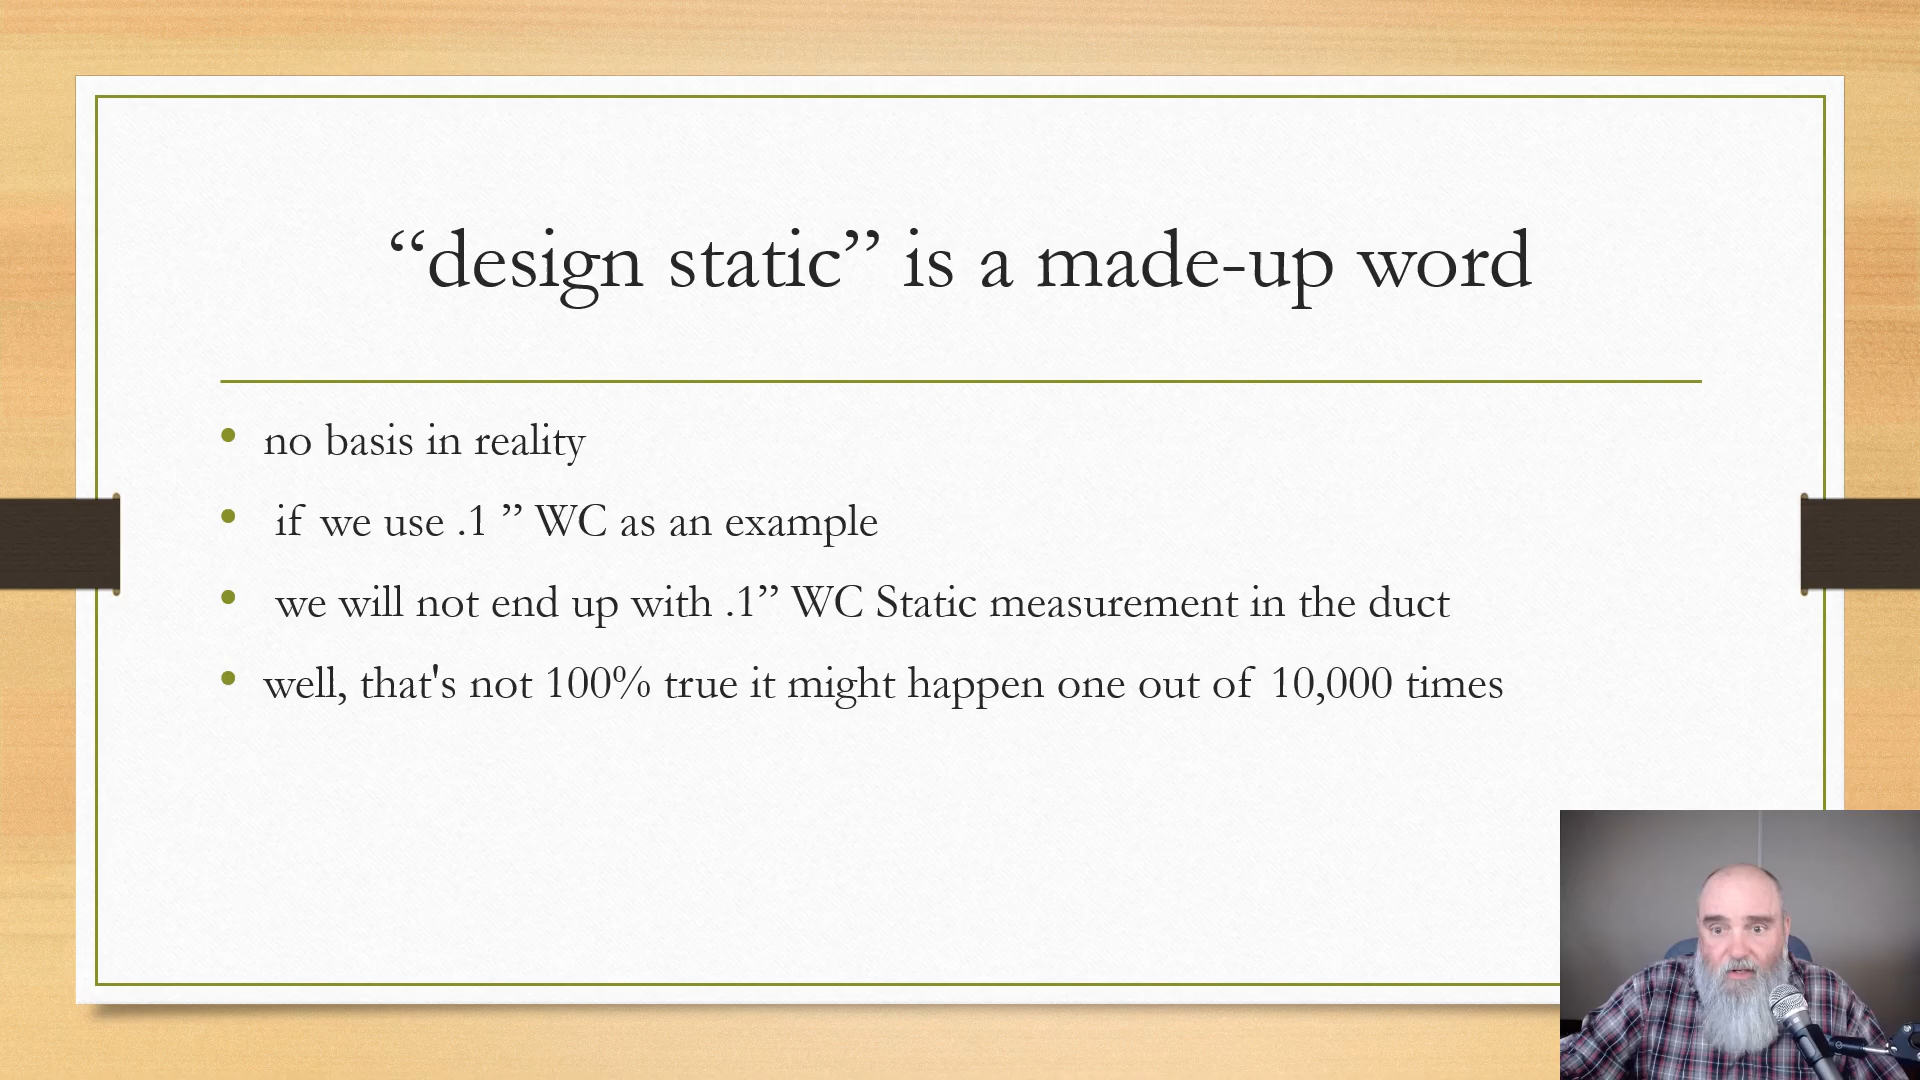 “design static” is a made-up word
• no basis in reality
• if we use .1 ” WC as an example
• we will not end up with .1” WC Static measurement in the duct
• well, that's not 100% true it might happen one out of 10,000 times